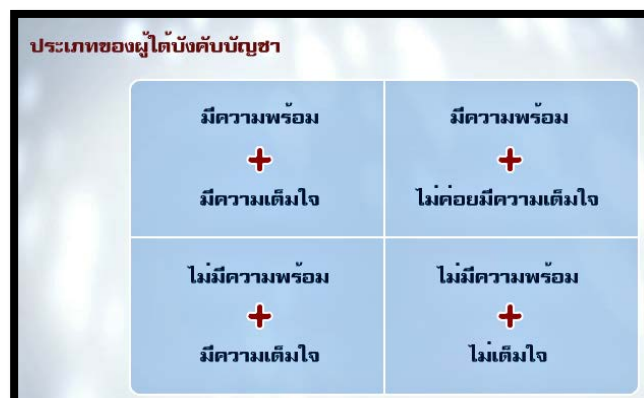 ประเภทของผู้ใต้บังคับบัญชา
มีความพร้อม
+
มีความเต็มใจ
มีความพร้อม
+
ไม่ค่อยมีความเต็มใจ
ไม่มีความพร้อม
+
มีความเต็มใจ
ไม่มีความพร้อม
+
ไม่เต็มใจ